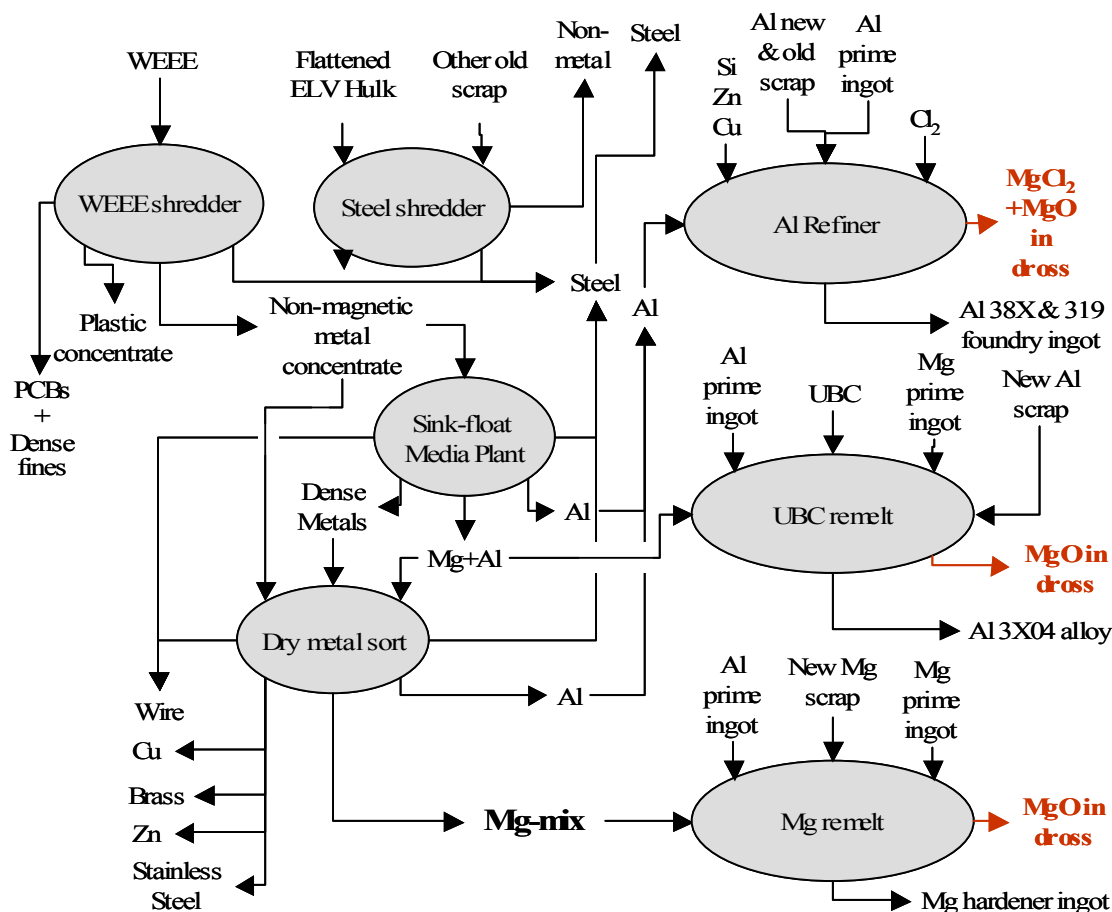 WEEE
Flattened
ELV Hulk
Other old
scrap
Non-
metal
Steel
Si
Zn
Cu
Al new
& old
scrap
Al
prime
ingot
Cl2
WEEE shredder
Steel shredder
Al Refiner
MgCl2
+MgO
in
dross
Plastic
concentrate
PCBs
+
Dense
fines
Non-magnetic
metal
concentrate
Steel
Al
Al 38X & 319
foundry ingot
Sink-float
Media Plant
Al
prime
ingot
UBC
Mg
prime
ingot
New Al
scrap
Dense
Metals
Al
UBC remelt
Mg+Al
MgO in
dross
Dry metal sort
Al 3X04 alloy
Al
Wire
Cu
Brass
Zn
Stainless
Steel
Al
prime
ingot
New Mg
scrap
Mg
prime
ingot
Mg-mix
Mg remelt
MgO in
dross
Mg hardener ingot